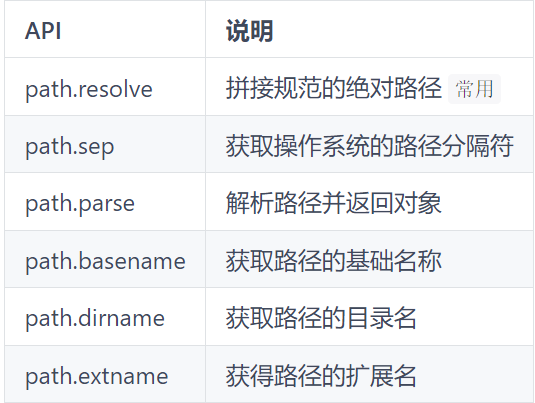 API 说明
path.resolve 拼接规范的绝对路径 常用
path.sep 获取操作系统的路径分隔符
path.parse 解析路径并返回对象
path.basename 获取路径的基础名称
path.dirname 获取路径的目录名
path.extname 获得路径的扩展名